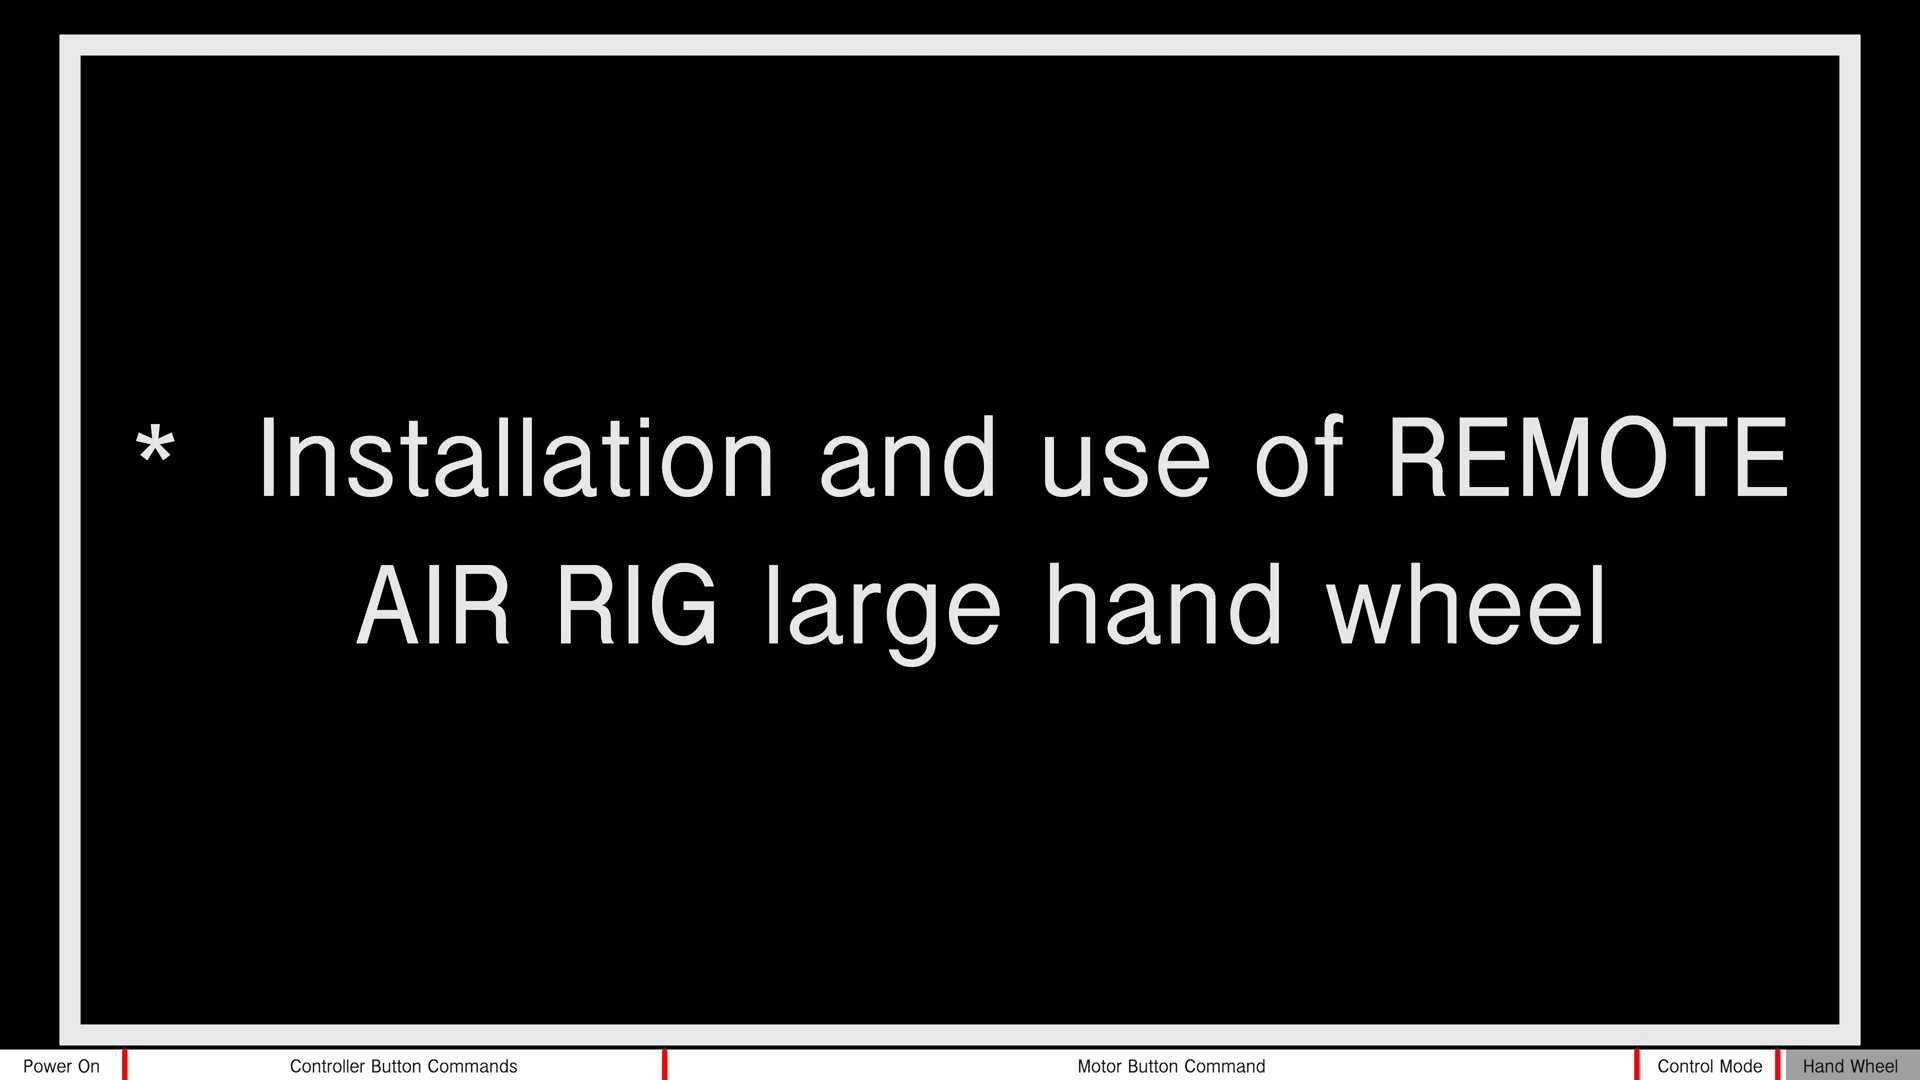 * Installation and use of REMOTE
AIR RIG large hand wheel
Power On
Controller Button Commands
Motor Button Command
Control Mode
Hand Wheel